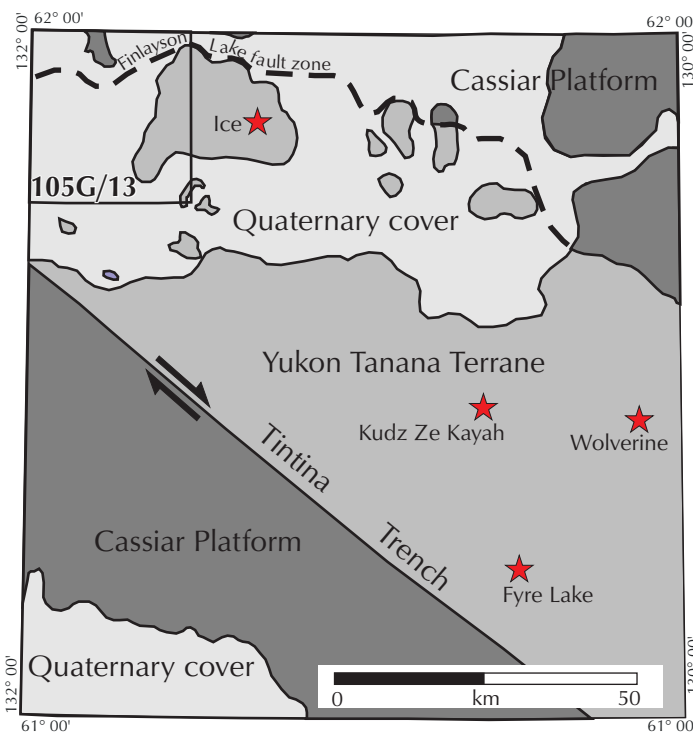 62° 00'
62° 00'
132° 00'
130° 00'
Finlayson Lake fault zone
Cassiar Platform
Ice
105G/13
Quaternary cover
Yukon Tanana Terrane
Kudz Ze Kayah
Wolverine
Tintina Trench
Cassiar Platform
Fyre Lake
Quaternary cover
0 km 50
132° 00'
61° 00'
61° 00'